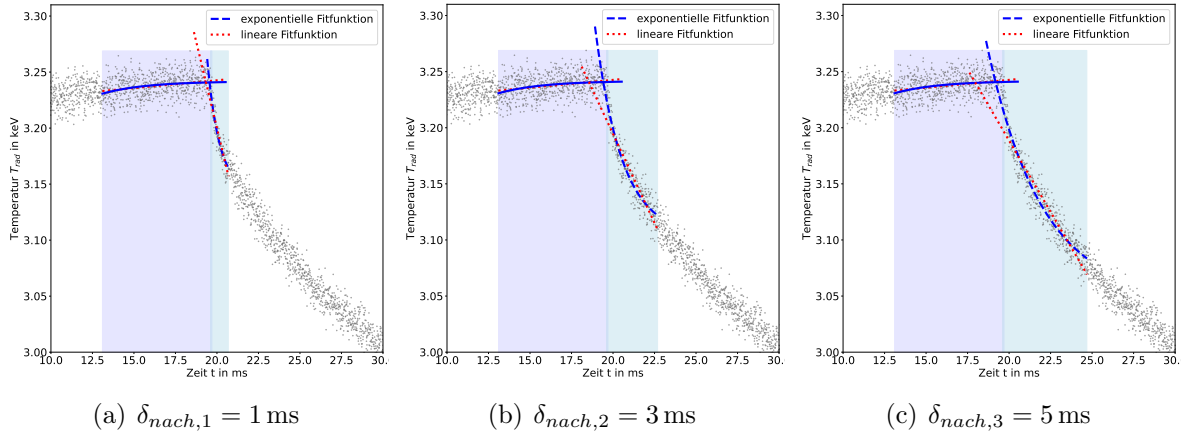 3.30
3.25
3.20
3.15
3.10
3.05
3.00
Temperatur T_rad in keV
10.0 12.5 15.0 17.5 20.0 22.5 25.0 27.5 30.
Zeit t in ms
exponentielle Fitfunktion
lineare Fitfunktion
(a) δ_nach,1 = 1 ms
3.30
3.25
3.20
3.15
3.10
3.05
3.00
Temperatur T_rad in keV
10.0 12.5 15.0 17.5 20.0 22.5 25.0 27.5 30.
Zeit t in ms
exponentielle Fitfunktion
lineare Fitfunktion
(b) δ_nach,2 = 3 ms
3.30
3.25
3.20
3.15
3.10
3.05
3.00
Temperatur T_rad in keV
10.0 12.5 15.0 17.5 20.0 22.5 25.0 27.5 30.
Zeit t in ms
exponentielle Fitfunktion
lineare Fitfunktion
(c) δ_nach,3 = 5 ms